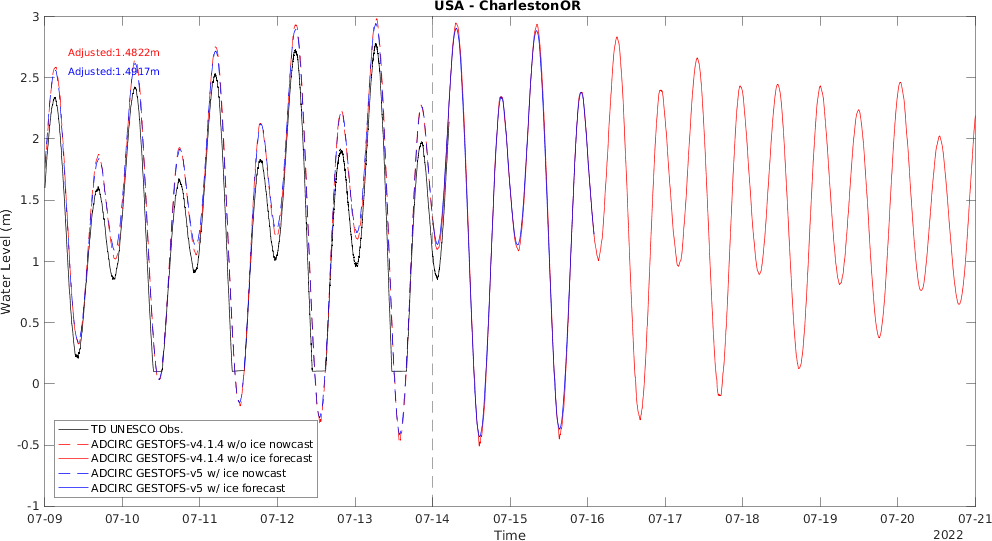 USA - CharlestonOR
3
2.5
2
1.5
1
0.5
0
-0.5
-1
Water Level (m)
Adjusted:1.4822m
Adjusted:1.4917m
TD UNESCO Obs.
ADCIRC GESTOFS-v4.1.4 w/o ice nowcast
ADCIRC GESTOFS-v4.1.4 w/o ice forecast
ADCIRC GESTOFS-v5 w/ ice nowcast
ADCIRC GESTOFS-v5 w/ ice forecast
07-09 07-10 07-11 07-12 07-13 07-14 07-15 07-16 07-17 07-18 07-19 07-20 07-21
Time
2022